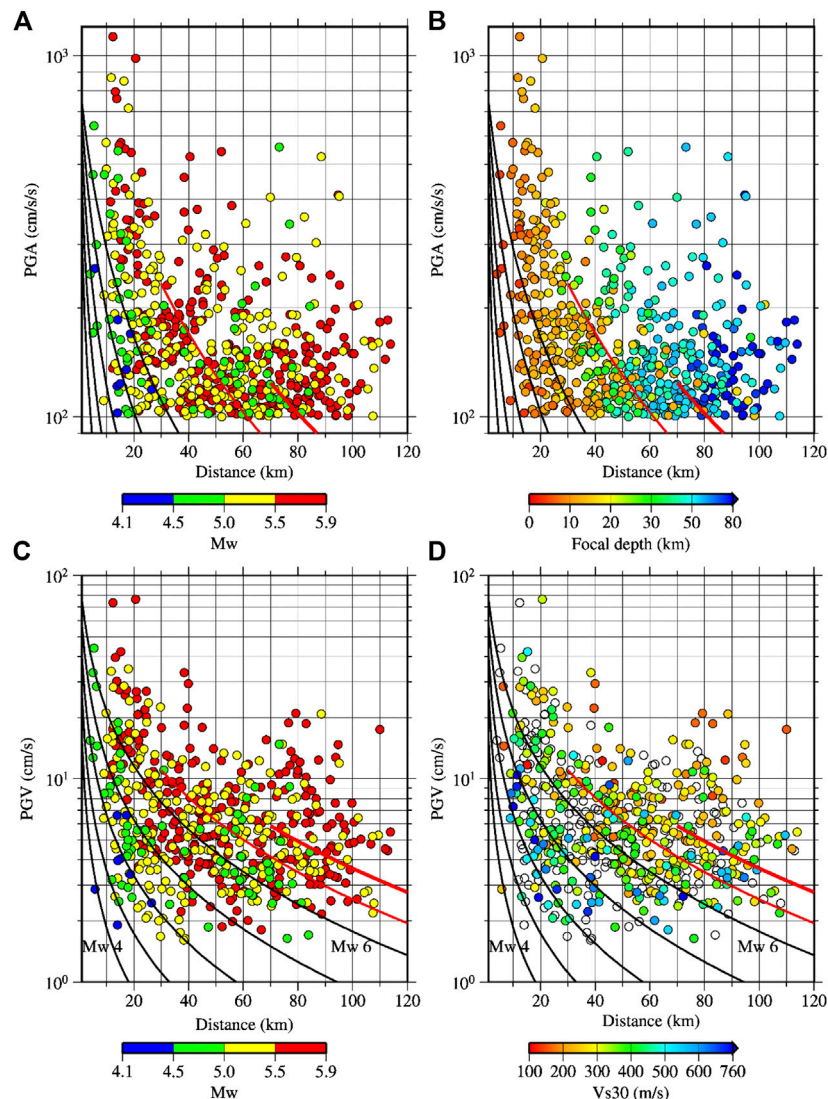 A
B
10³
10³
PGA (cm/s/s)
PGA (cm/s/s)
10²
10²
0 20 40 60 80 100 120
0 20 40 60 80 100 120
Distance (km)
Distance (km)
4.1 4.5 5.0 5.5 5.9
0 10 20 30 50 80
Mw
Focal depth (km)
C
D
10²
10²
PGV (cm/s)
PGV (cm/s)
10¹
10¹
Mw 4
Mw 6
Mw 4
Mw 6
10⁰
10⁰
20 40 60 80 100 120
20 40 60 80 100 120
Distance (km)
Distance (km)
4.1 4.5 5.0 5.5 5.9
100 200 300 400 500 600 760
Mw
Vs30 (m/s)